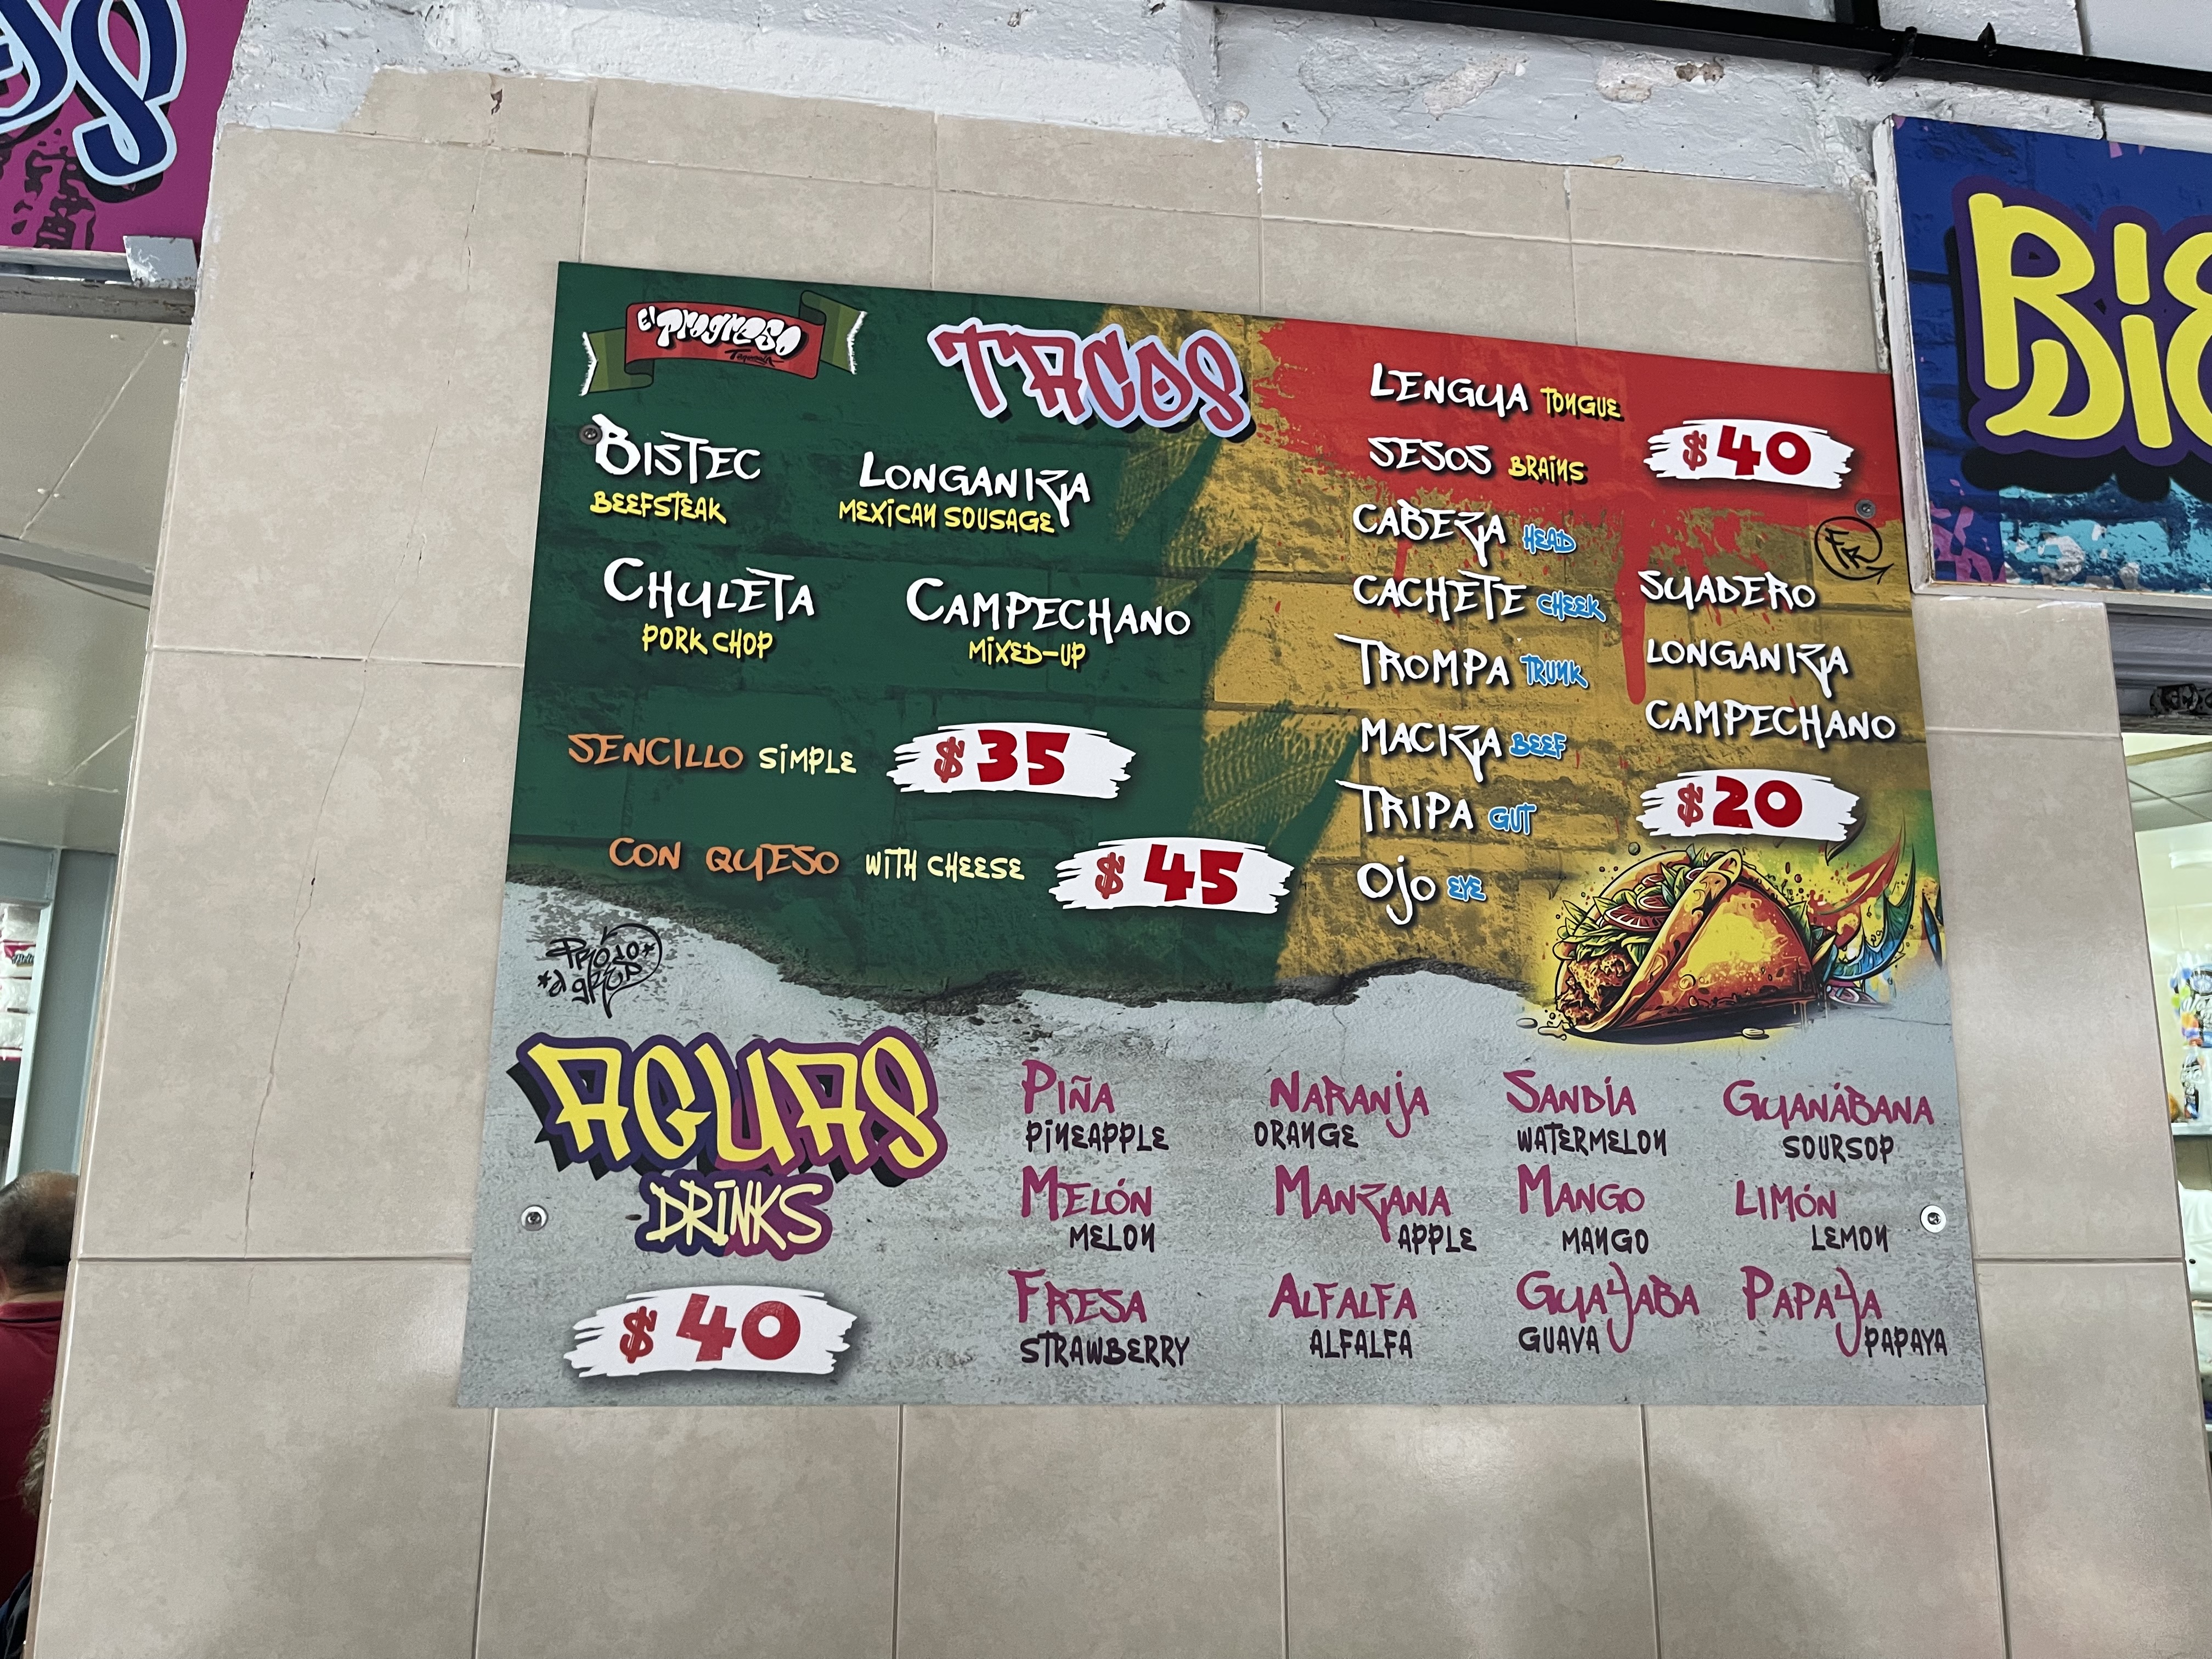 El Progreso
Taquería
TACOS
BISTEC
BEEFSTEAK
LONGANIZA
MEXICAN SOUSAGE
CHULETA
PORK CHOP
CAMPECHANO
MIXED-UP
SENCILLO SIMPLE $35
CON QUESO WITH CHEESE $45
LENGUA TONGUE
SESOS BRAINS
$40
CABEZA HEAD
CACHETE CHEEK
TROMPA TRUNK
MACIZA BEEF
TRIPA GUT
OJO EYE
FR
SUADERO
LONGANIZA
CAMPECHANO
$20
AGUAS
DRINKS
$40
PIÑA
PINEAPPLE
NARANJA
ORANGE
SANDÍA
WATERMELON
GUANÁBANA
SOURSOP
MELÓN
MELON
MANZANA
APPLE
MANGO
MANGO
LIMÓN
LEMON
FRESA
STRAWBERRY
ALFALFA
ALFALFA
GUAYABA
GUAVA
PAPAYA
PAPAYA